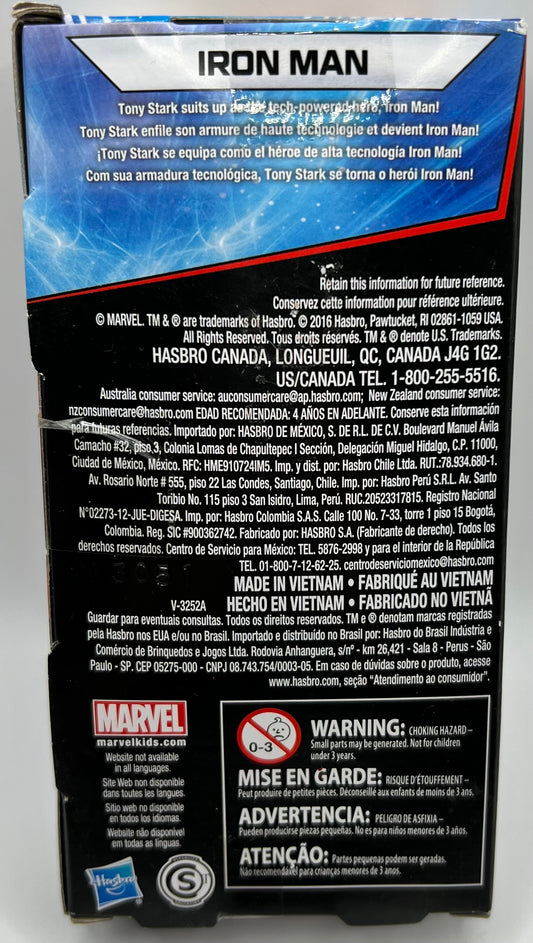 IRON MAN
Tony Stark suits up as the tech-powered hero, Iron Man!
Tony Stark enfile son armure de haute technologie et devient Iron Man!
¡Tony Stark se equipa como el héroe de alta tecnología Iron Man!
Com sua armadura tecnológica, Tony Stark se torna o herói Iron Man!
Retain this information for future reference.
Conservez cette information pour référence ultérieure.
© MARVEL. TM & ® are trademarks of Hasbro. © 2016 Hasbro, Pawtucket, RI 02861-1059 USA.
All Rights Reserved. Tous droits réservés. TM & ® denote U.S. Trademarks.
HASBRO CANADA, LONGUEUIL, QC, CANADA J4G 1G2.
US/CANADA TEL. 1-800-255-5516.
Australia consumer service: auconsumercare@ap.hasbro.com; New Zealand consumer service:
nzconsumercare@hasbro.com EDAD RECOMENDADA: 4 AÑOS EN ADELANTE. Conserve esta información
para futuras referencias. Importado por: HASBRO DE MÉXICO, S. DE R.L. DE C.V. Boulevard Manuel Ávila
Camacho #32, piso 3, Colonia Lomas de Chapultepec I Sección, Delegación Miguel Hidalgo, C.P. 11000,
Ciudad de México, México. RFC: HME910724IM5. Imp. y dist. por: Hasbro Chile Ltda. RUT.:78.934.680-1.
Av. Rosario Norte # 555, piso 22 Las Condes, Santiago, Chile. Imp. por: Hasbro Perú S.R.L. Av. Santo
Toribio No. 115 piso 3 San Isidro, Lima, Perú. RUC.20523317815. Registro Nacional
N°02273-12-JUE-DIGESA. Imp. por: Hasbro Colombia S.A.S. Calle 100 No. 7-33, torre 1 piso 15 Bogotá,
Colombia. Reg. SIC #900362742. Fabricado por: HASBRO S.A. (Fabricante de derecho). Todos los
derechos reservados. Centro de Servicio para México: TEL. 5876-2998 y para el interior de la República
TEL. 01-800-7-12-62-25. centrodeserviciomexico@hasbro.com
MADE IN VIETNAM • FABRIQUÉ AU VIETNAM
V-3252A HECHO EN VIETNAM • FABRICADO NO VIETNÃ
Guardar para eventuais consultas. Todos os direitos reservados. TM e ® denotam marcas registradas
pela Hasbro nos EUA e/ou no Brasil. Importado e distribuído no Brasil por: Hasbro do Brasil Indústria e
Comércio de Brinquedos e Jogos Ltda. Rodovia Anhanguera, s/nº - km 26,421 - Sala 8 - Perus - São
Paulo - SP. CEP 05275-000 - CNPJ 08.743.754/0003-05. Em caso de dúvidas sobre o produto, acesse
www.hasbro.com, seção "Atendimento ao consumidor".
MARVEL
marvelkids.com
Website not available
in all languages.
Site Web non disponible
dans toutes les langues.
Sitio web no disponible
en todos los idiomas.
Website não disponível
em todas as línguas.
Hasbro
S
0-3
WARNING: CHOKING HAZARD –
Small parts may be generated. Not for children
under 3 years.
MISE EN GARDE: RISQUE D'ÉTOUFFEMENT –
Peut produire de petites pièces. Déconseillé aux enfants de moins de 3 ans.
ADVERTENCIA: PELIGRO DE ASFIXIA –
Pueden producirse piezas pequeñas. No es para niños menores de 3 años.
ATENÇÃO: Partes pequenas podem ser geradas.
Não recomendável para crianças menores de 3 anos.